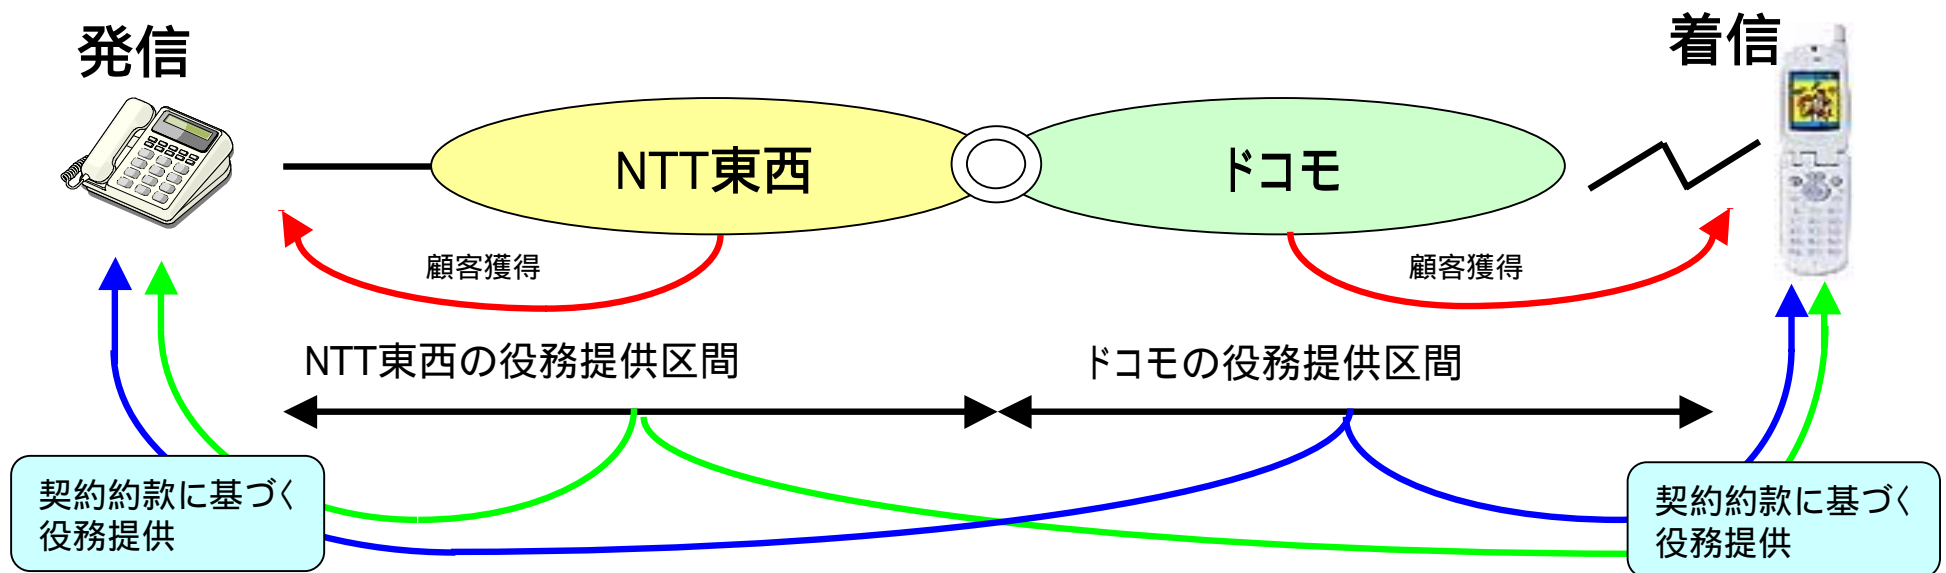 発信
着信
NTT東西
ドコモ
顧客獲得
顧客獲得
NTT東西の役務提供区間
ドコモの役務提供区間
契約約款に基づく
役務提供
契約約款に基づく
役務提供